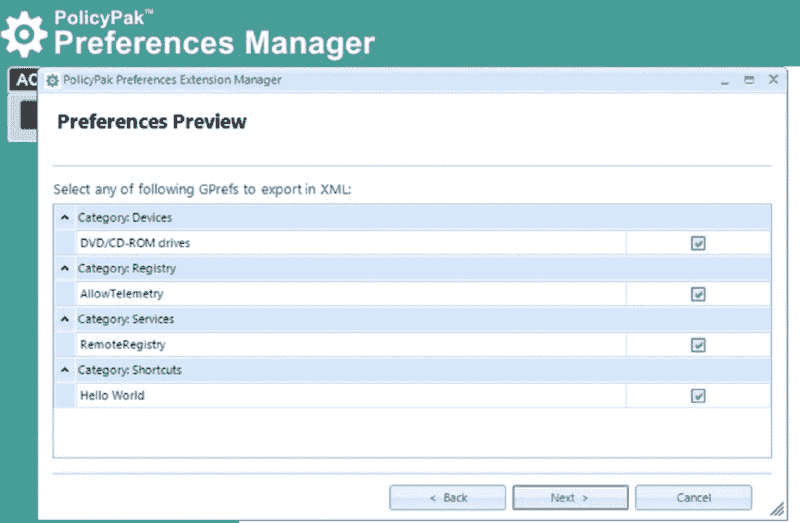 PolicyPak™
Preferences Manager
AC
PolicyPak Preferences Extension Manager
Preferences Preview
Select any of following GPrefs to export in XML:
Category: Devices
DVD/CD-ROM drives
Category: Registry
AllowTelemetry
Category: Services
RemoteRegistry
Category: Shortcuts
Hello World
< Back Next > Cancel